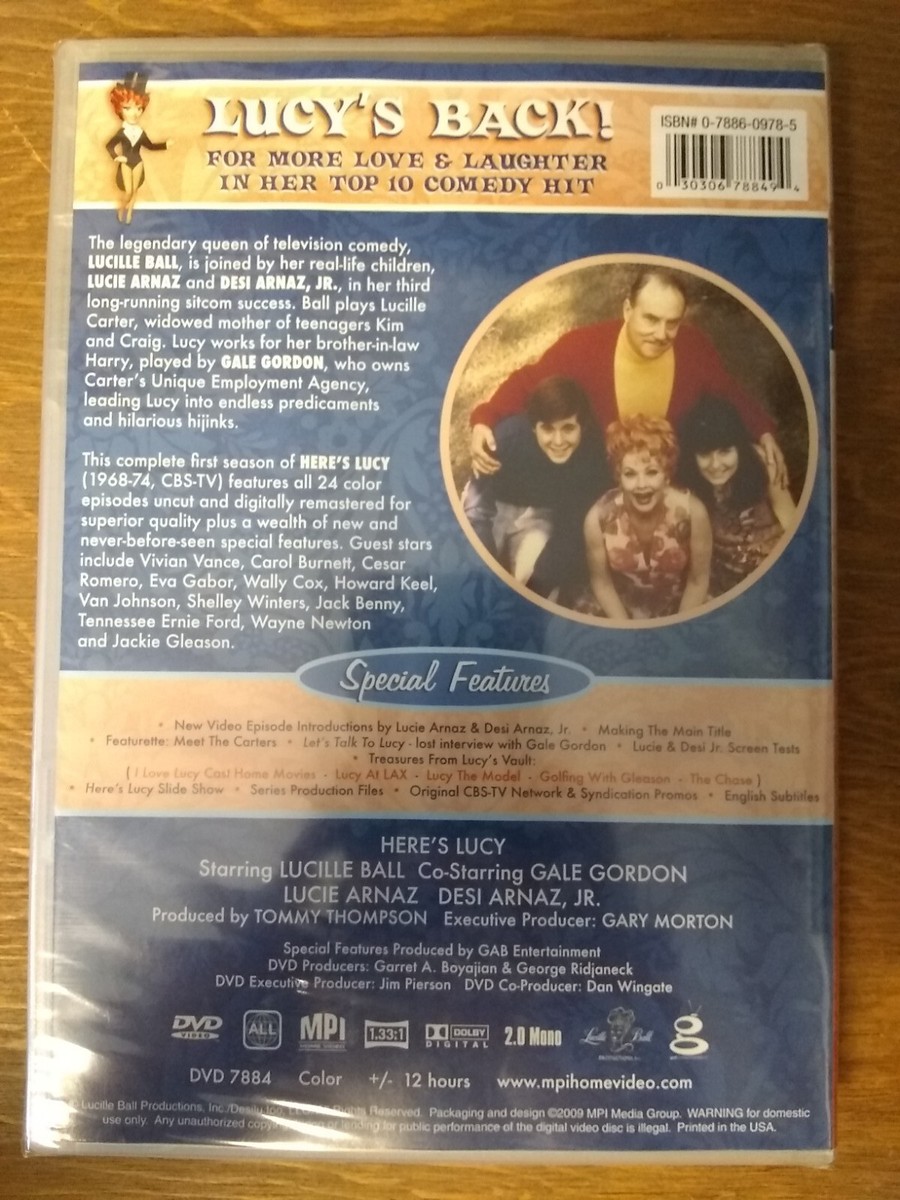 LUCY'S BACK!
FOR MORE LOVE & LAUGHTER
IN HER TOP 10 COMEDY HIT
ISBN# 0-7886-0978-5
0 30306 78849 4
The legendary queen of television comedy,
LUCILLE BALL, is joined by her real-life children,
LUCIE ARNAZ and DESI ARNAZ, JR., in her third
long-running sitcom success. Ball plays Lucille
Carter, widowed mother of teenagers Kim
and Craig. Lucy works for her brother-in-law
Harry, played by GALE GORDON, who owns
Carter's Unique Employment Agency,
leading Lucy into endless predicaments
and hilarious hijinks.
This complete first season of HERE'S LUCY
(1968-74, CBS-TV) features all 24 color
episodes uncut and digitally remastered for
superior quality plus a wealth of new and
never-before-seen special features. Guest stars
include Vivian Vance, Carol Burnett, Cesar
Romero, Eva Gabor, Wally Cox, Howard Keel,
Van Johnson, Shelley Winters, Jack Benny,
Tennessee Ernie Ford, Wayne Newton
and Jackie Gleason.
Special Features
• New Video Episode Introductions by Lucie Arnaz & Desi Arnaz, Jr. • Making The Main Title
• Featurette: Meet The Carters • Let's Talk To Lucy - lost interview with Gale Gordon • Lucie & Desi Jr. Screen Tests
• Treasures From Lucy's Vault:
( I Love Lucy Cast Home Movies - Lucy At LAX - Lucy The Model - Golfing With Gleason - The Chase )
• Here's Lucy Slide Show • Series Production Files • Original CBS-TV Network & Syndication Promos • English Subtitles
HERE'S LUCY
Starring LUCILLE BALL Co-Starring GALE GORDON
LUCIE ARNAZ DESI ARNAZ, JR.
Produced by TOMMY THOMPSON Executive Producer: GARY MORTON
Special Features Produced by GAB Entertainment
DVD Producers: Garret A. Boyajian & George Ridjaneck
DVD Executive Producer: Jim Pierson DVD Co-Producer: Dan Wingate
DVD VIDEO ALL MPI 1.33:1 DOLBY DIGITAL 2.0 Mono Lucille Ball g
DVD 7884 Color +/- 12 hours www.mpihomevideo.com
Lucille Ball Productions, Inc./Desilu too, Rights Reserved. Packaging and design ©2009 MPI Media Group. WARNING for domestic
use only. Any unauthorized or lending for public performance of the digital video disc is illegal. Printed in the USA.